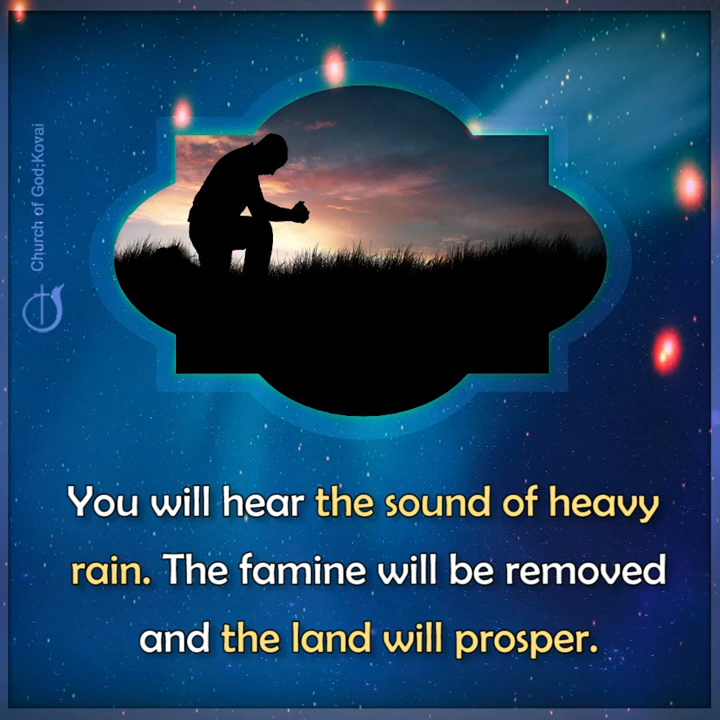 Church of God;Kovai
You will hear the sound of heavy
rain. The famine will be removed
and the land will prosper.